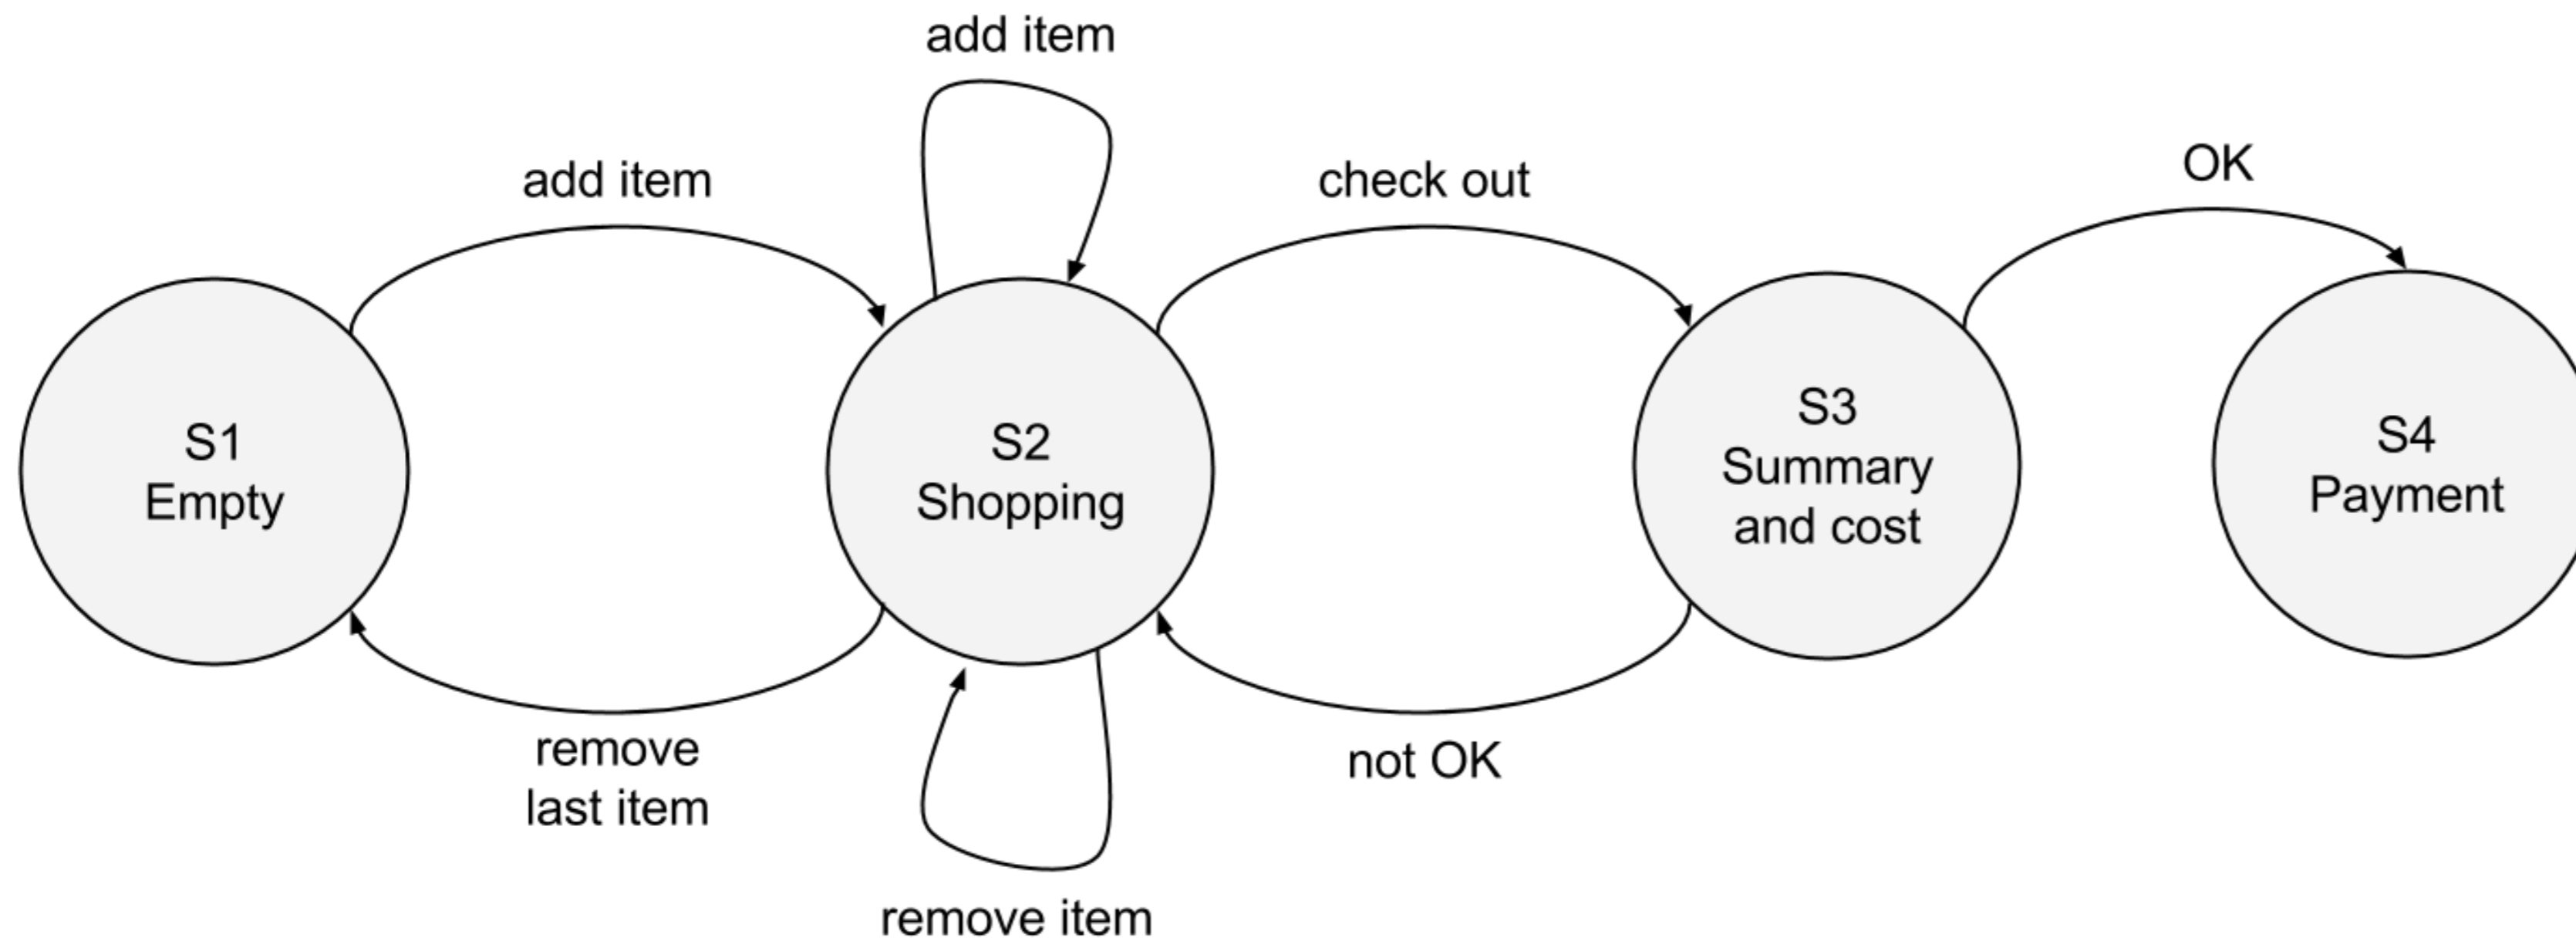 add item
add item
check out
OK
S1
Empty
S2
Shopping
S3
Summary
and cost
S4
Payment
remove
last item
not OK
remove item